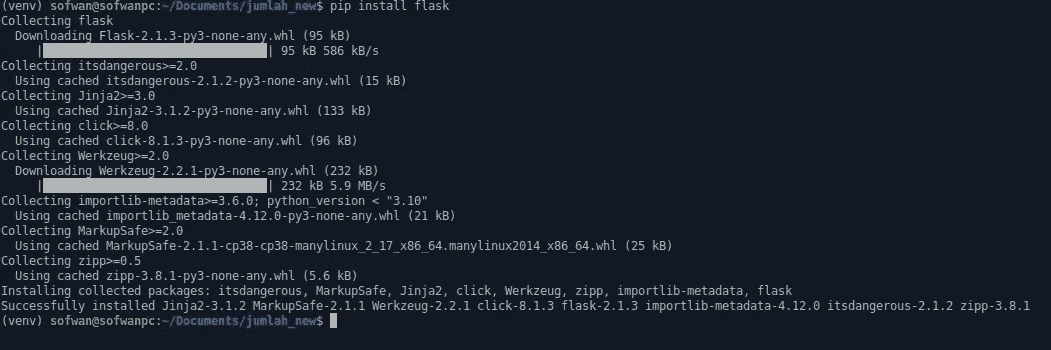 (venv) sofwan@sofwanpc:~/Documents/jumlah_new$ pip install flask
Collecting flask
  Downloading Flask-2.1.3-py3-none-any.whl (95 kB)
     |████████████████████████████████| 95 kB 586 kB/s
Collecting itsdangerous>=2.0
  Using cached itsdangerous-2.1.2-py3-none-any.whl (15 kB)
Collecting Jinja2>=3.0
  Using cached Jinja2-3.1.2-py3-none-any.whl (133 kB)
Collecting click>=8.0
  Using cached click-8.1.3-py3-none-any.whl (96 kB)
Collecting Werkzeug>=2.0
  Downloading Werkzeug-2.2.1-py3-none-any.whl (232 kB)
     |████████████████████████████████| 232 kB 5.9 MB/s
Collecting importlib-metadata>=3.6.0; python_version < "3.10"
  Using cached importlib_metadata-4.12.0-py3-none-any.whl (21 kB)
Collecting MarkupSafe>=2.0
  Using cached MarkupSafe-2.1.1-cp38-cp38-manylinux_2_17_x86_64.manylinux2014_x86_64.whl (25 kB)
Collecting zipp>=0.5
  Using cached zipp-3.8.1-py3-none-any.whl (5.6 kB)
Installing collected packages: itsdangerous, MarkupSafe, Jinja2, click, Werkzeug, zipp, importlib-metadata, flask
Successfully installed Jinja2-3.1.2 MarkupSafe-2.1.1 Werkzeug-2.2.1 click-8.1.3 flask-2.1.3 importlib-metadata-4.12.0 itsdangerous-2.1.2 zipp-3.8.1
(venv) sofwan@sofwanpc:~/Documents/jumlah_new$